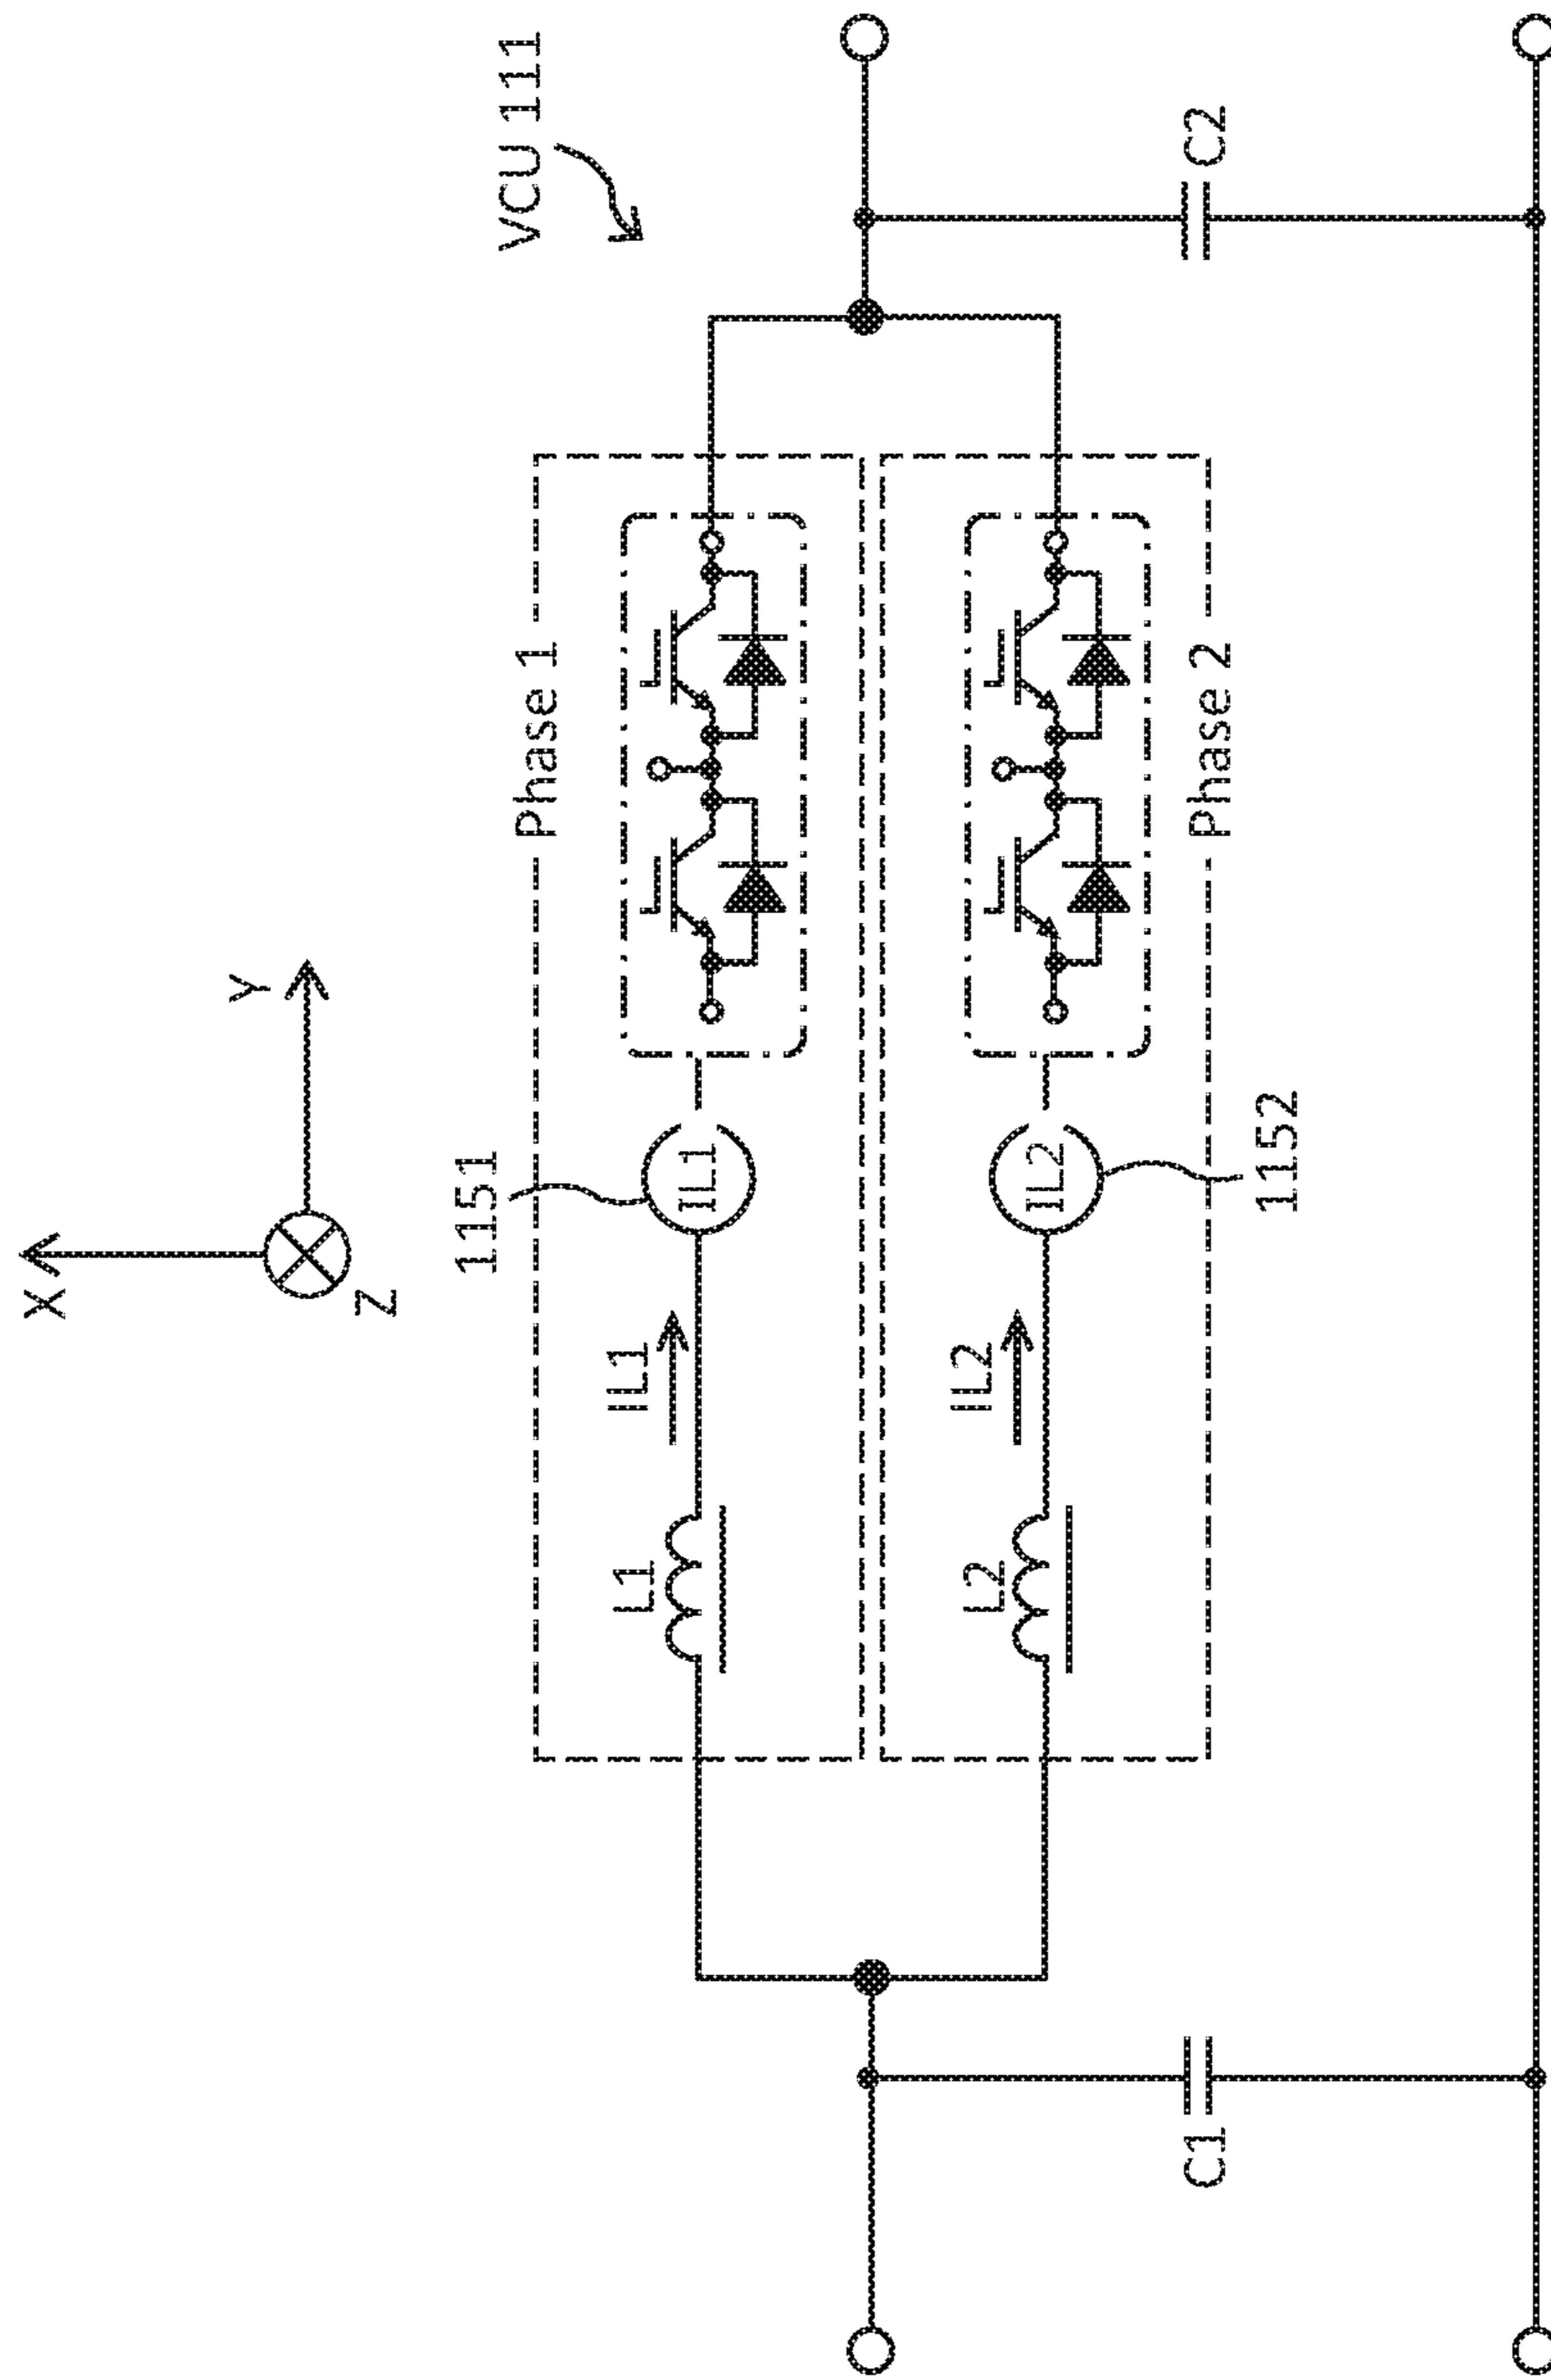 X
Y
Z
VCU 111
1151
Phase 1
L1
IL1
IL1
L2
IL2
IL2
Phase 2
1152
C1
C2